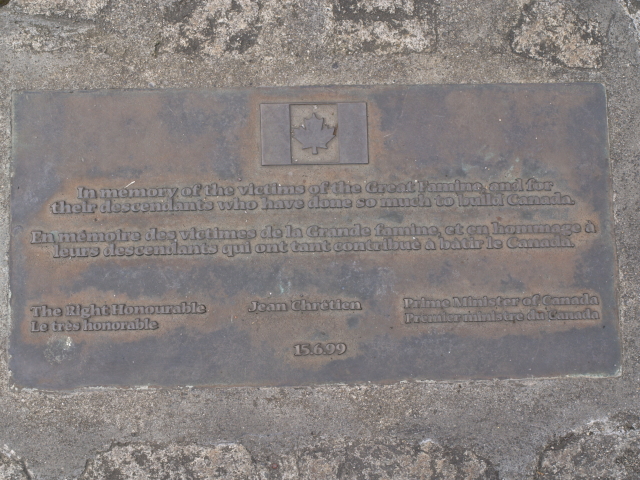 In memory of the victims of the Great Famine, and for
their descendants who have done so much to build Canada.
En mémoire des victimes de la Grande famine, et en hommage à
leurs descendants qui ont tant contribué à bâtir le Canada.
The Right Honourable Jean Chrétien Prime Minister of Canada
Le très honorable Premier ministre du Canada
15.6.99